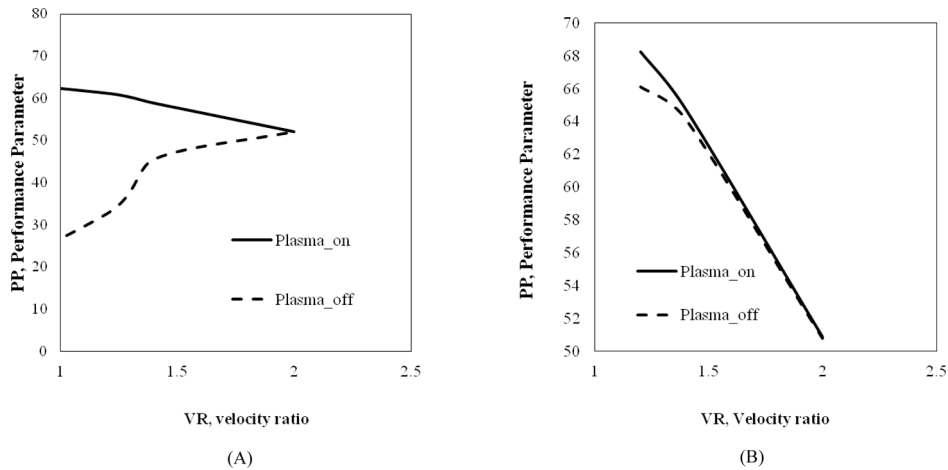 PP, Performance Parameter
80
70
60
50
40
30
20
10
0
Plasma_on
Plasma_off
1
1.5
2
2.5
VR, velocity ratio
(A)
PP, Performance Parameter
70
68
66
64
62
60
58
56
54
52
50
Plasma_on
Plasma_off
1
1.5
2
2.5
VR, Velocity ratio
(B)